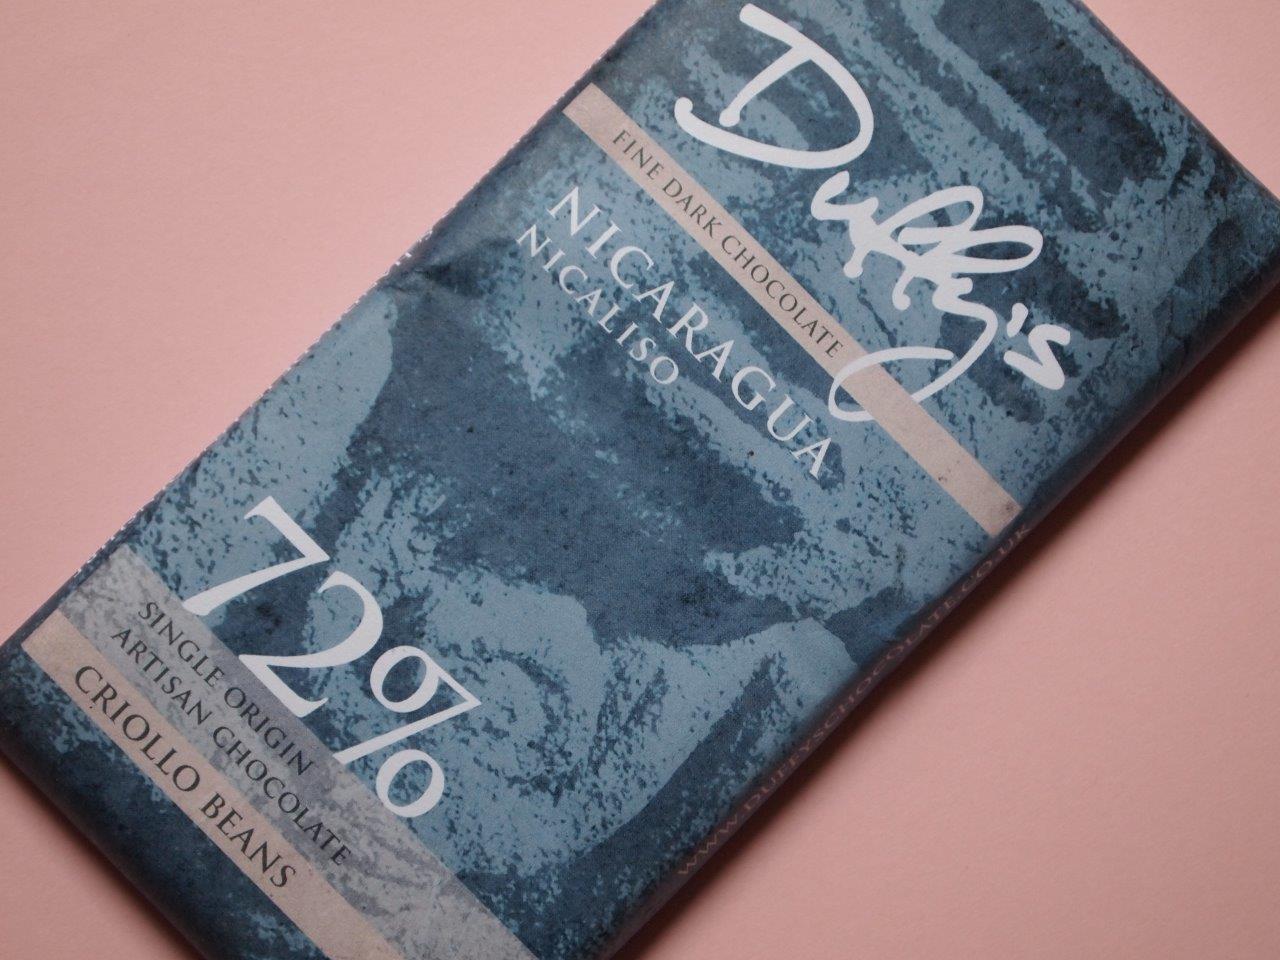 Duffy's
FINE DARK CHOCOLATE
NICARAGUA
NICALISO
72%
SINGLE ORIGIN
ARTISAN CHOCOLATE
CRIOLLO BEANS
WWW.DUFFYSCHOCOLATE.CO.UK